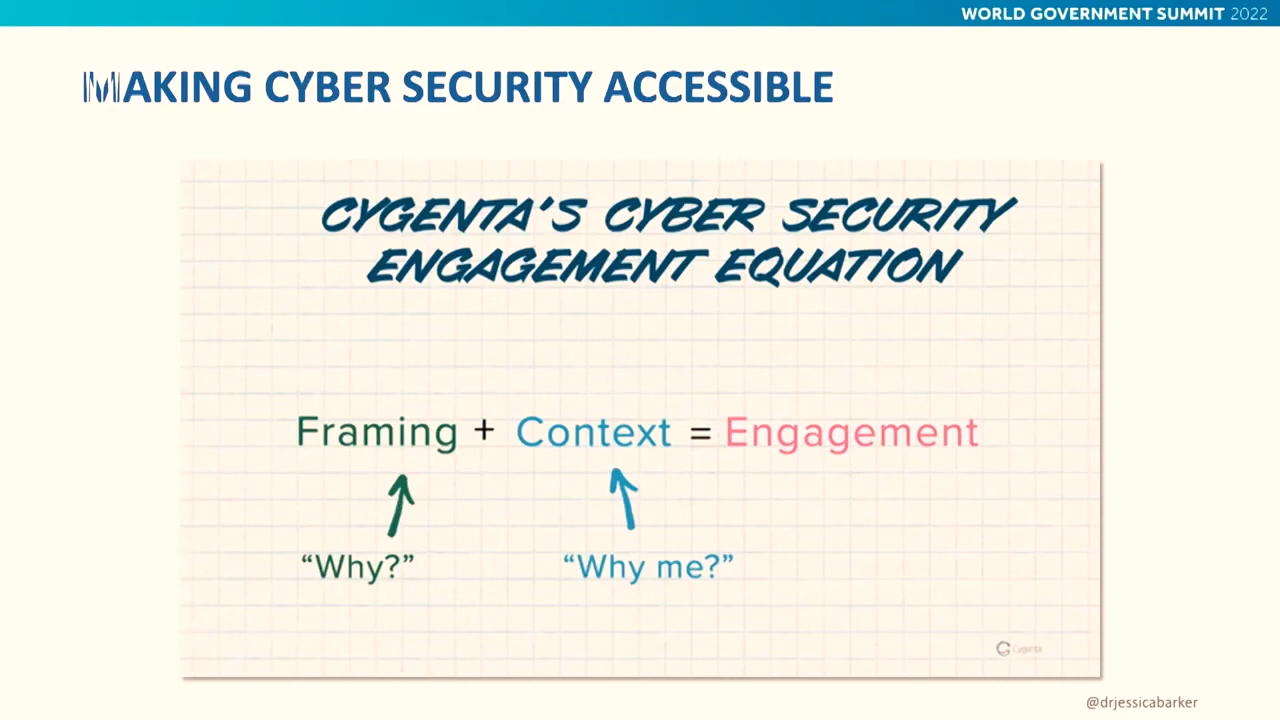 WORLD GOVERNMENT SUMMIT 2022
MAKING CYBER SECURITY ACCESSIBLE
CYGENTA'S CYBER SECURITY
ENGAGEMENT EQUATION
Framing + Context = Engagement
“Why?” “Why me?”
Cygenta
@drjessicabarker